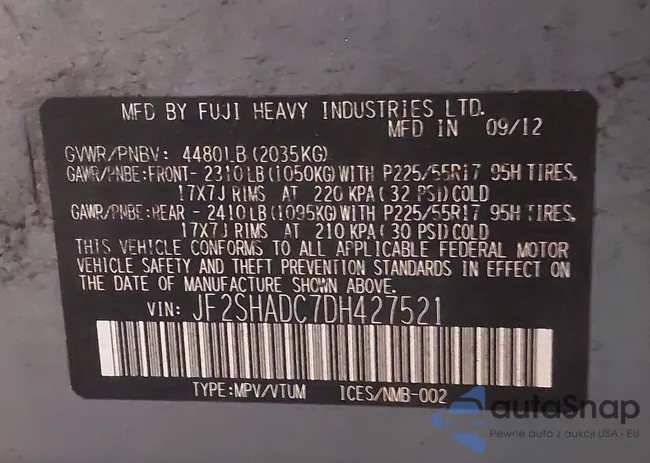 MFD BY FUJI HEAVY INDUSTRIES LTD.
MFD IN 09/12
GVWR/PNBV: 4480LB (2035KG)
GAWR/PNBE:FRONT- 2310LB (1050KG) WITH P225/55R17 95H TIRES,
17X7J RIMS AT 220 KPA (32 PSI) COLD
GAWR/PNBE:REAR - 2410LB (1095KG) WITH P225/55R17 95H TIRES,
17X7J RIMS AT 210 KPA (30 PSI) COLD
THIS VEHICLE CONFORMS TO ALL APPLICABLE FEDERAL MOTOR
VEHICLE SAFETY AND THEFT PREVENTION STANDARDS IN EFFECT ON
THE DATE OF MANUFACTURE SHOWN ABOVE.
VIN: JF2SHADC7DH427521
TYPE:MPV/VTUM ICES/NMB-002
autaSnap
Pewne auta z aukcji USA - EU